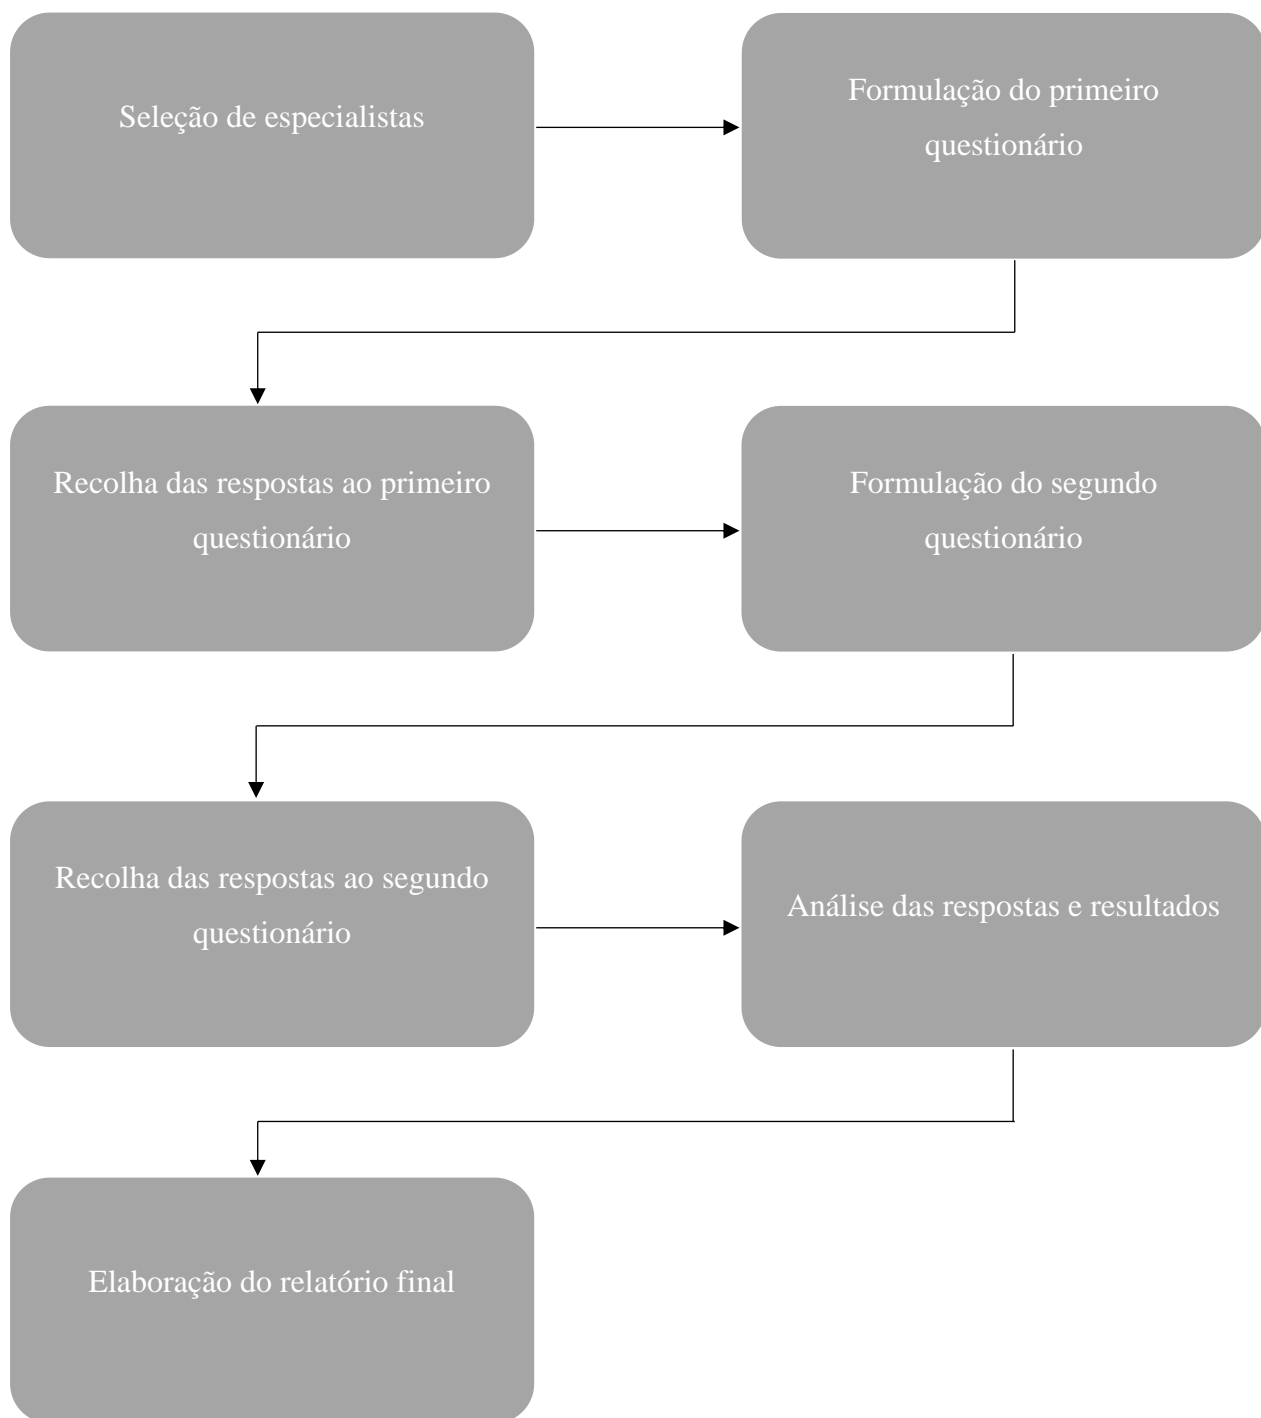 Seleção de especialistas
Formulação do primeiro
questionário
Recolha das respostas ao primeiro
questionário
Formulação do segundo
questionário
Recolha das respostas ao segundo
questionário
Análise das respostas e resultados
Elaboração do relatório final